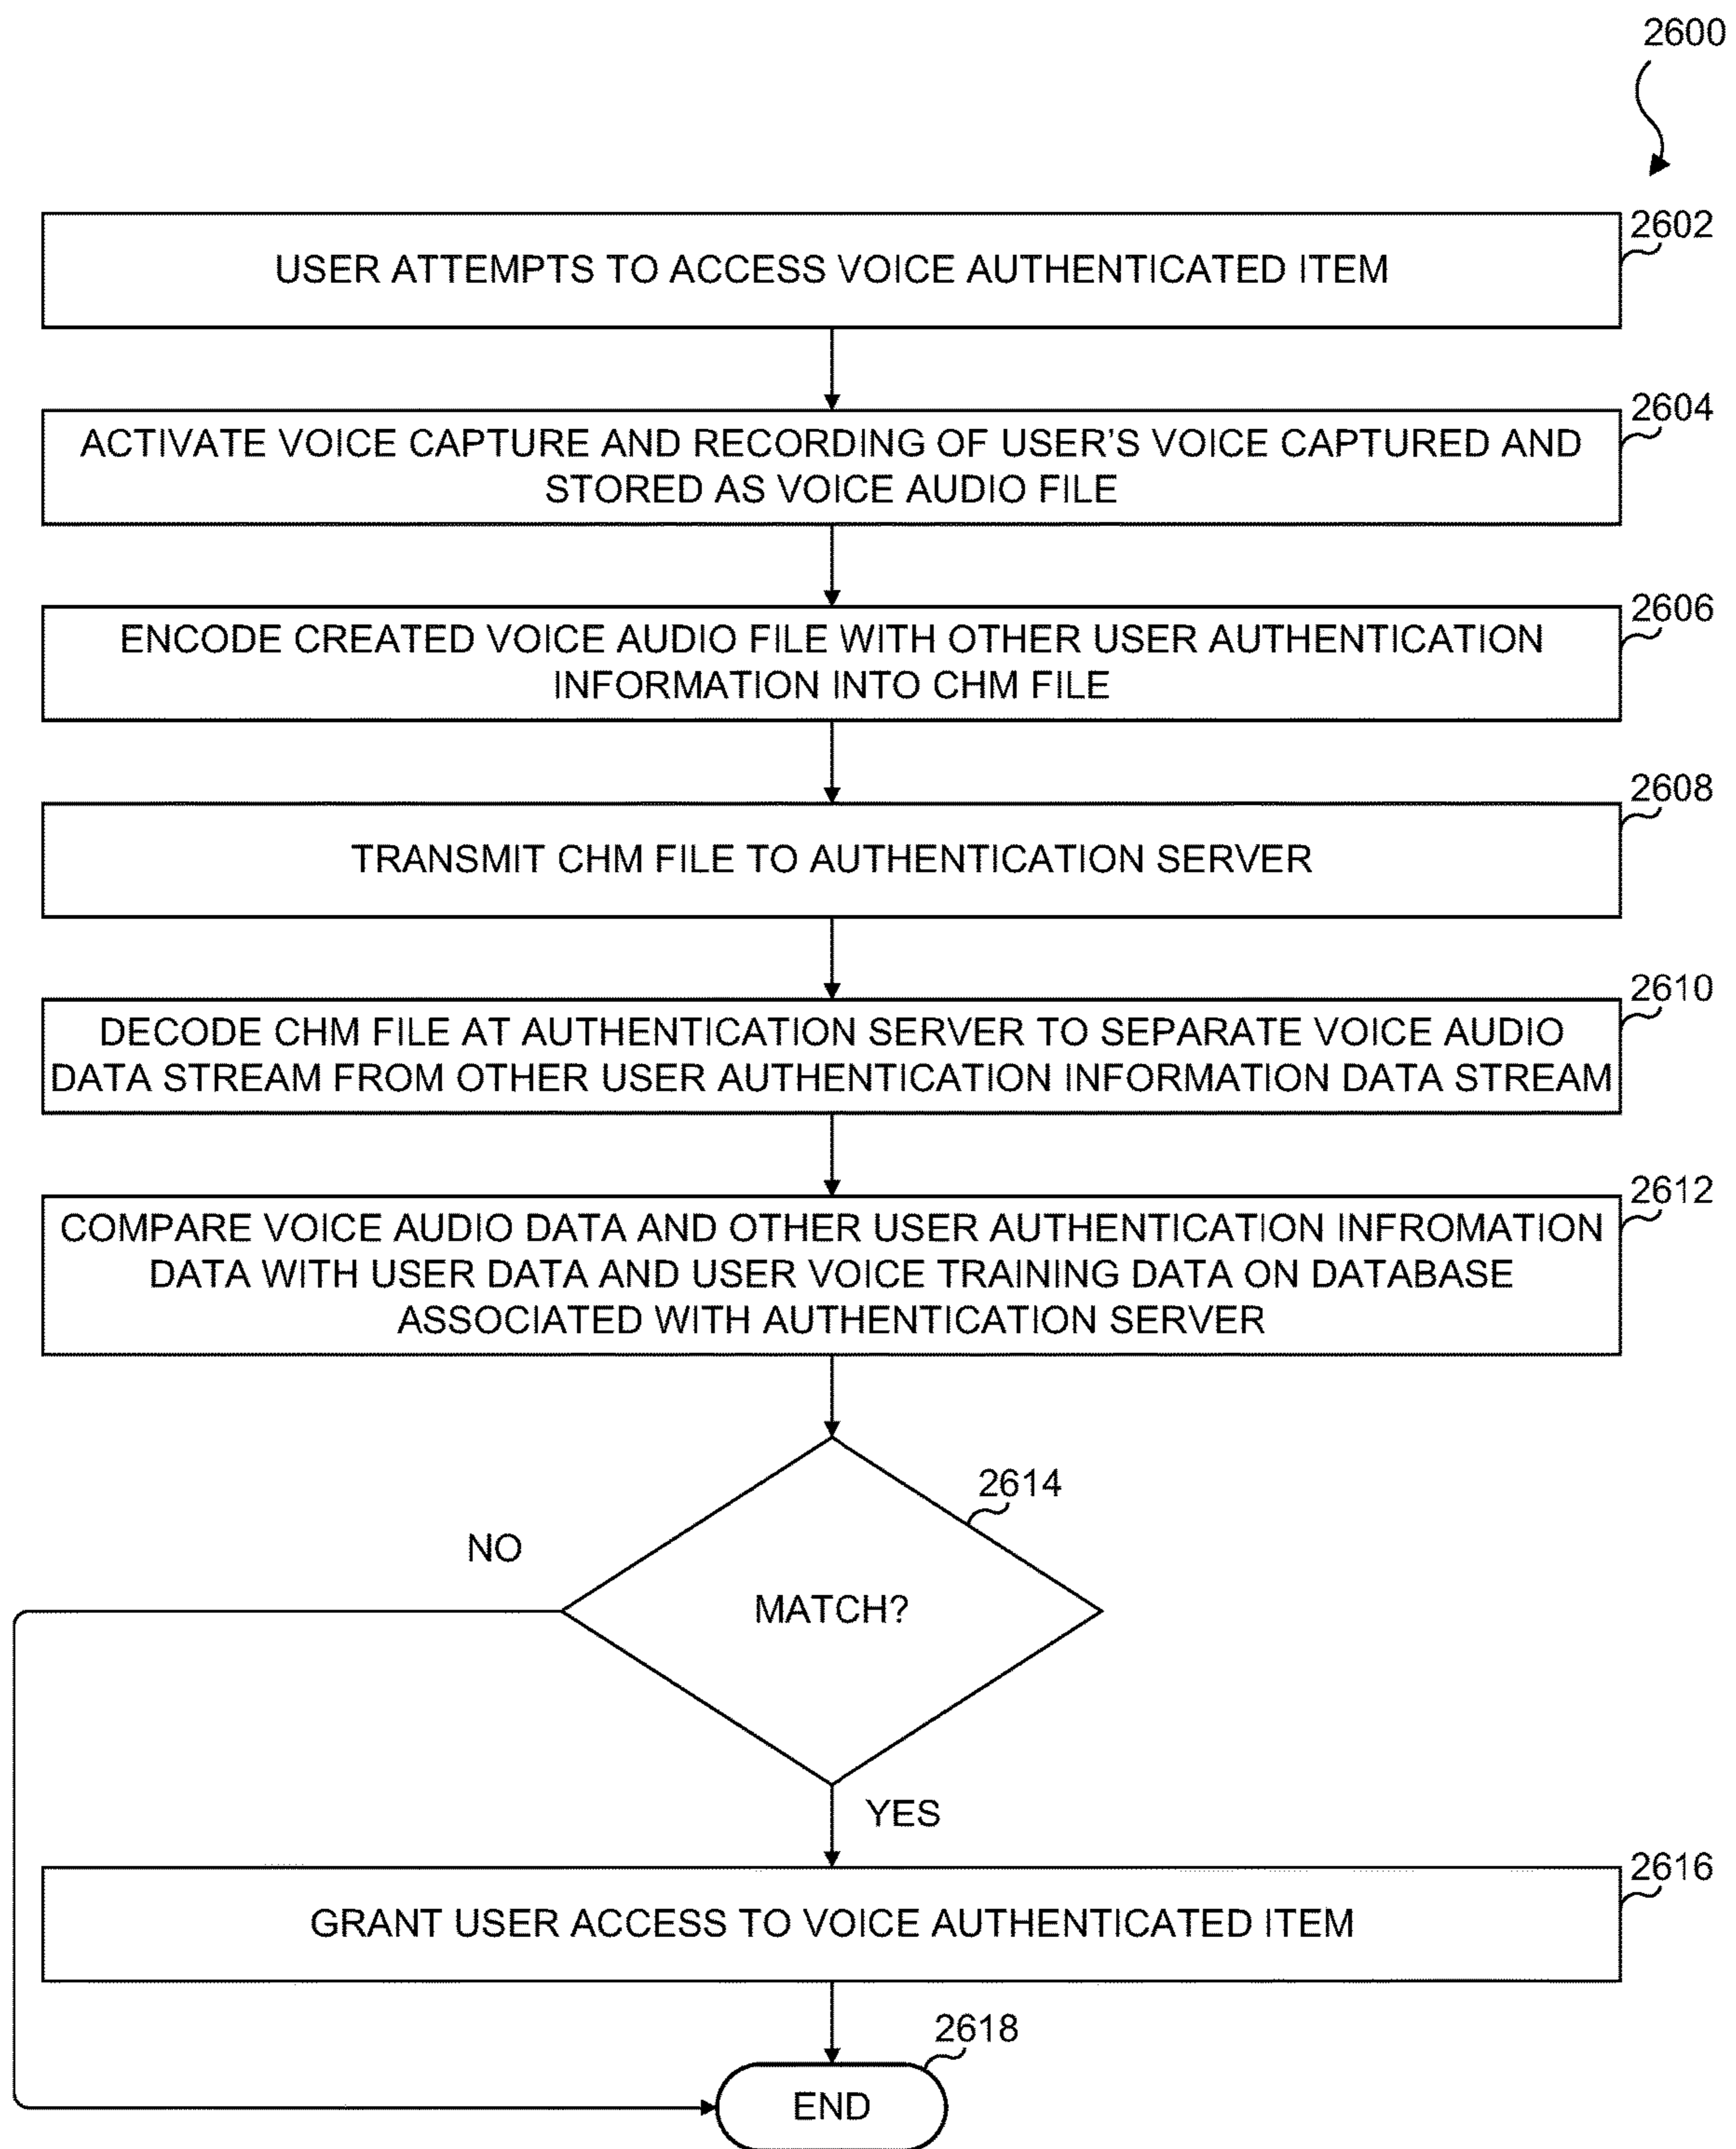 2600
2602
USER ATTEMPTS TO ACCESS VOICE AUTHENTICATED ITEM
2604
ACTIVATE VOICE CAPTURE AND RECORDING OF USER'S VOICE CAPTURED AND
STORED AS VOICE AUDIO FILE
2606
ENCODE CREATED VOICE AUDIO FILE WITH OTHER USER AUTHENTICATION
INFORMATION INTO CHM FILE
2608
TRANSMIT CHM FILE TO AUTHENTICATION SERVER
2610
DECODE CHM FILE AT AUTHENTICATION SERVER TO SEPARATE VOICE AUDIO
DATA STREAM FROM OTHER USER AUTHENTICATION INFORMATION DATA STREAM
2612
COMPARE VOICE AUDIO DATA AND OTHER USER AUTHENTICATION INFROMATION
DATA WITH USER DATA AND USER VOICE TRAINING DATA ON DATABASE
ASSOCIATED WITH AUTHENTICATION SERVER
2614
NO
MATCH?
YES
2616
GRANT USER ACCESS TO VOICE AUTHENTICATED ITEM
2618
END